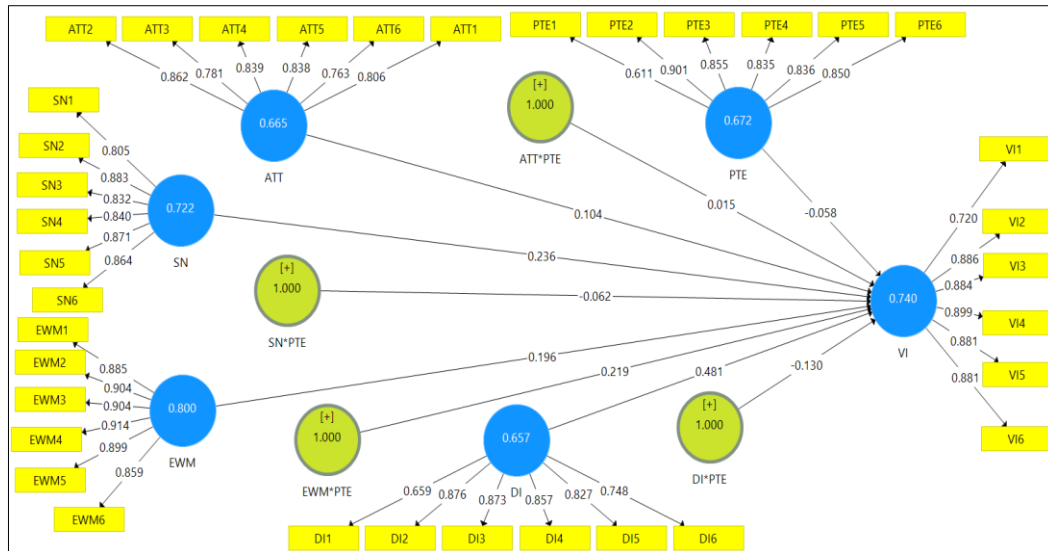 ATT2 ATT3 ATT4 ATT5 ATT6 ATT1
PTE1 PTE2 PTE3 PTE4 PTE5 PTE6
0.862 0.781 0.839 0.838 0.763 0.806
0.611 0.901 0.855 0.835 0.836 0.850
[+]
1.000
ATT*PTE
0.665
ATT
0.672
PTE
SN1
SN2
SN3
SN4
SN5
SN6
0.805
0.883
0.832
0.840
0.871
0.864
0.722
SN
0.104
0.015
-0.058
0.236
[+]
1.000
SN*PTE
-0.062
VI1
VI2
VI3
VI4
VI5
VI6
0.720
0.886
0.884
0.899
0.881
0.881
0.740
VI
EWM1
EWM2
EWM3
EWM4
EWM5
EWM6
0.885
0.904
0.904
0.914
0.899
0.859
0.800
EWM
0.196
0.219
0.481
-0.130
[+]
1.000
EWM*PTE
0.657
DI
[+]
1.000
DI*PTE
0.659 0.876 0.873 0.857 0.827 0.748
DI1 DI2 DI3 DI4 DI5 DI6